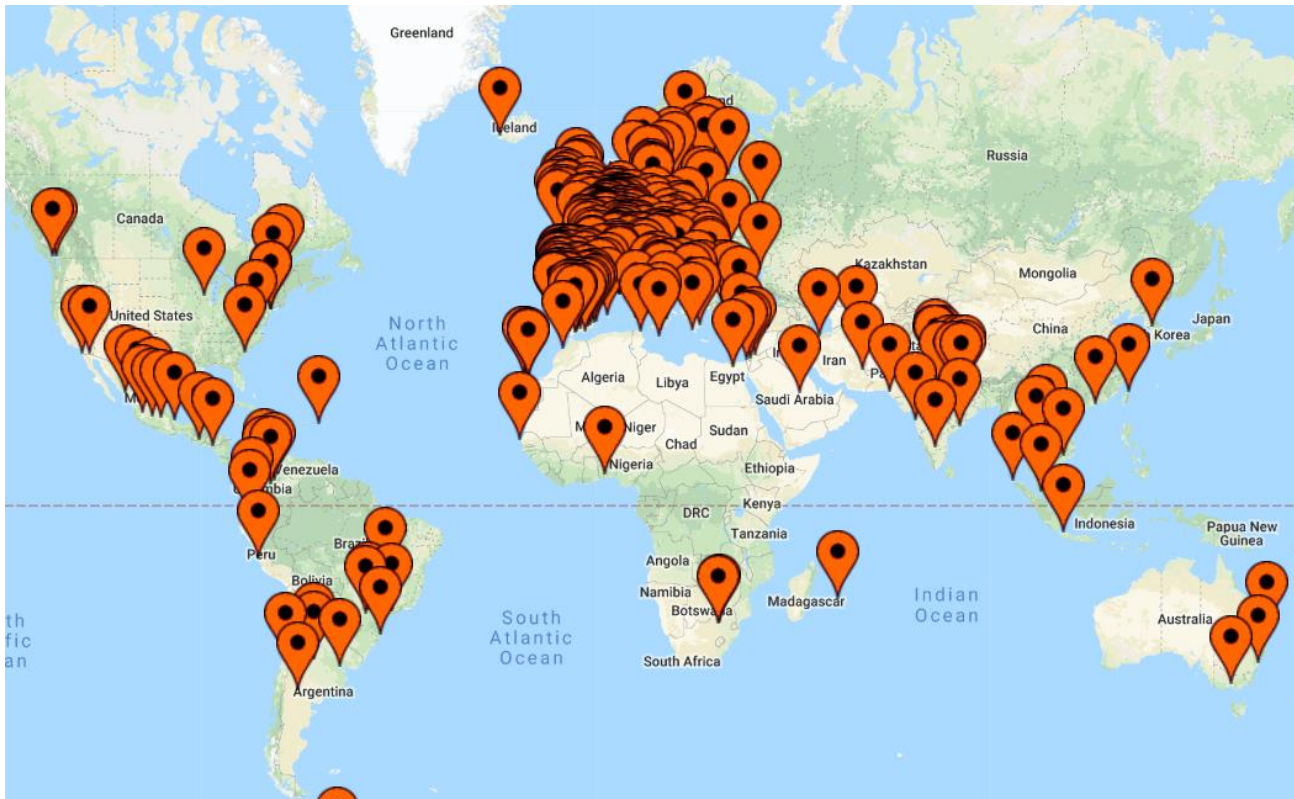 Greenland
Iceland
Russia
Canada
Kazakhstan
Mongolia
United States
North
Atlantic
Ocean
China
Japan
Korea
Iran
Algeria
Libya
Egypt
Saudi Arabia
Niger
Chad
Sudan
Nigeria
Ethiopia
Venezuela
Kenya
DRC
Tanzania
Indonesia
Papua New
Guinea
Peru
Bolivia
Angola
Namibia
Madagascar
Indian
Ocean
South
Atlantic
Ocean
Australia
South Africa
Argentina